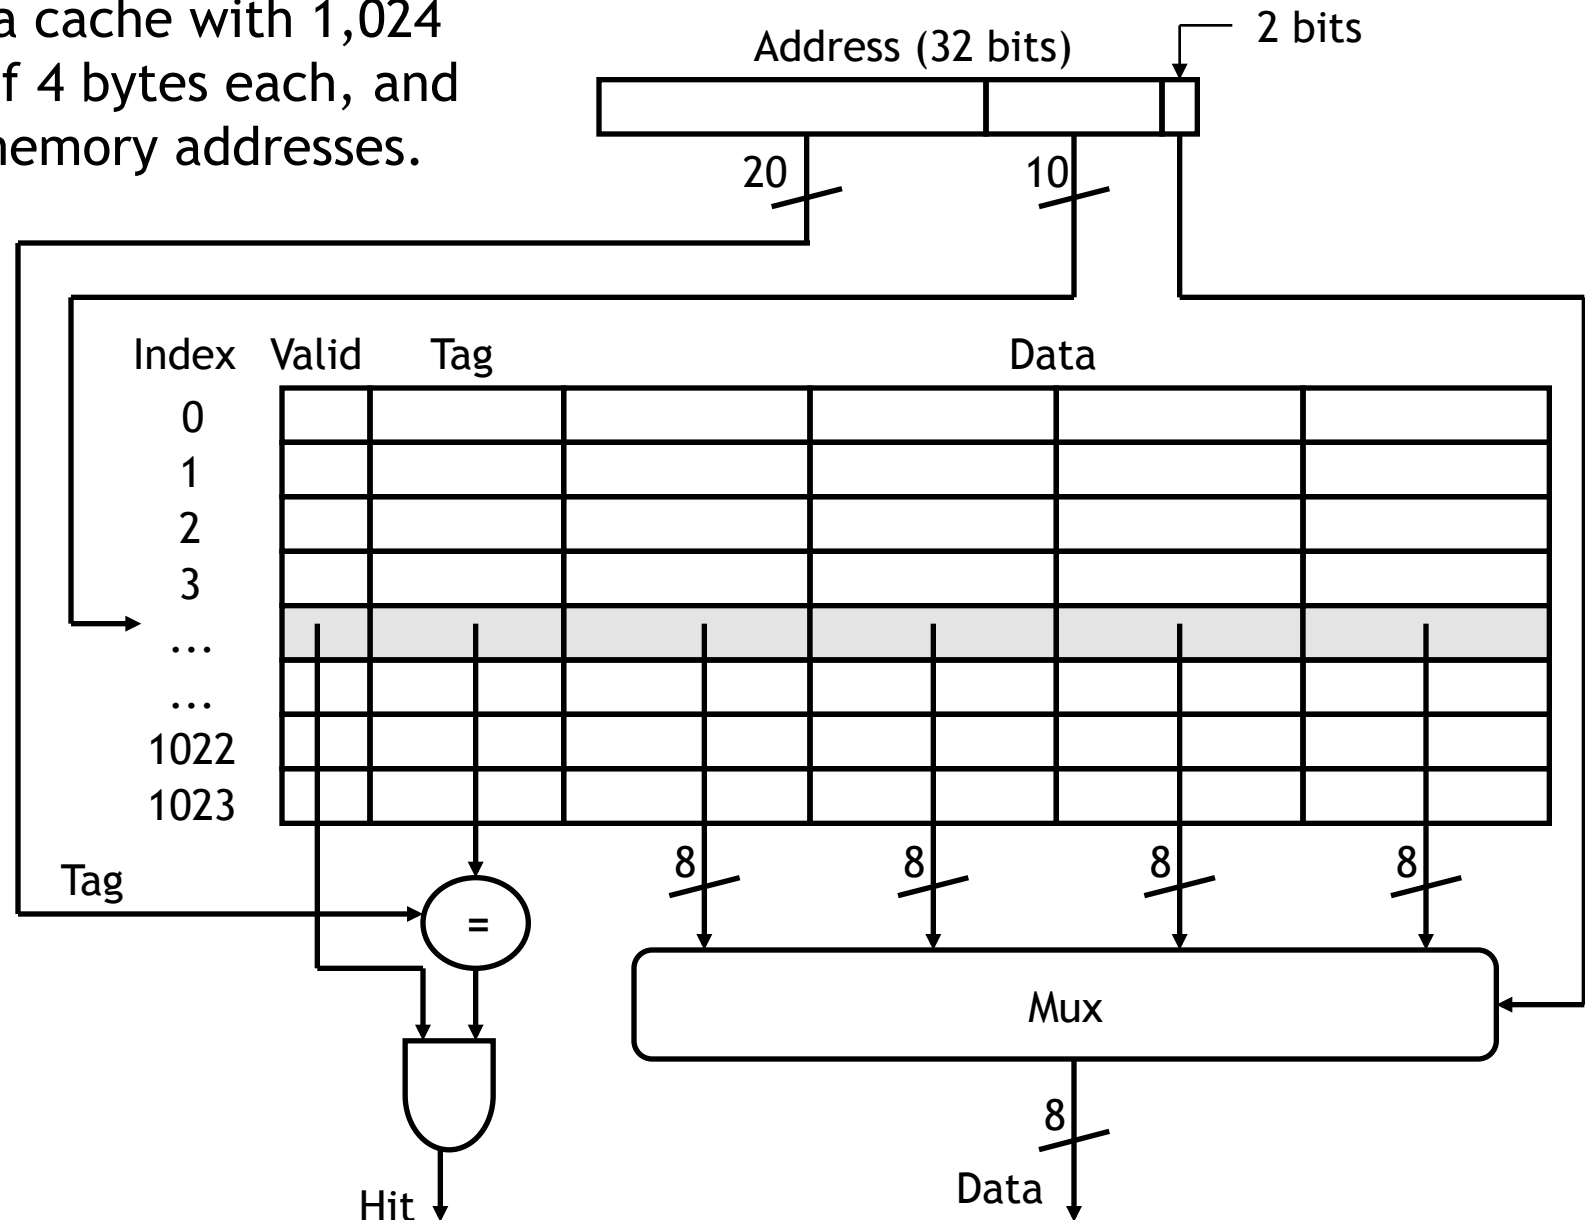 a cache with 1,024
f 4 bytes each, and
emory addresses.
Address (32 bits)
2 bits
20
10
Index Valid Tag Data
0
1
2
3
...
...
1022
1023
Tag
=
8 8 8 8
Mux
8
Data
Hit